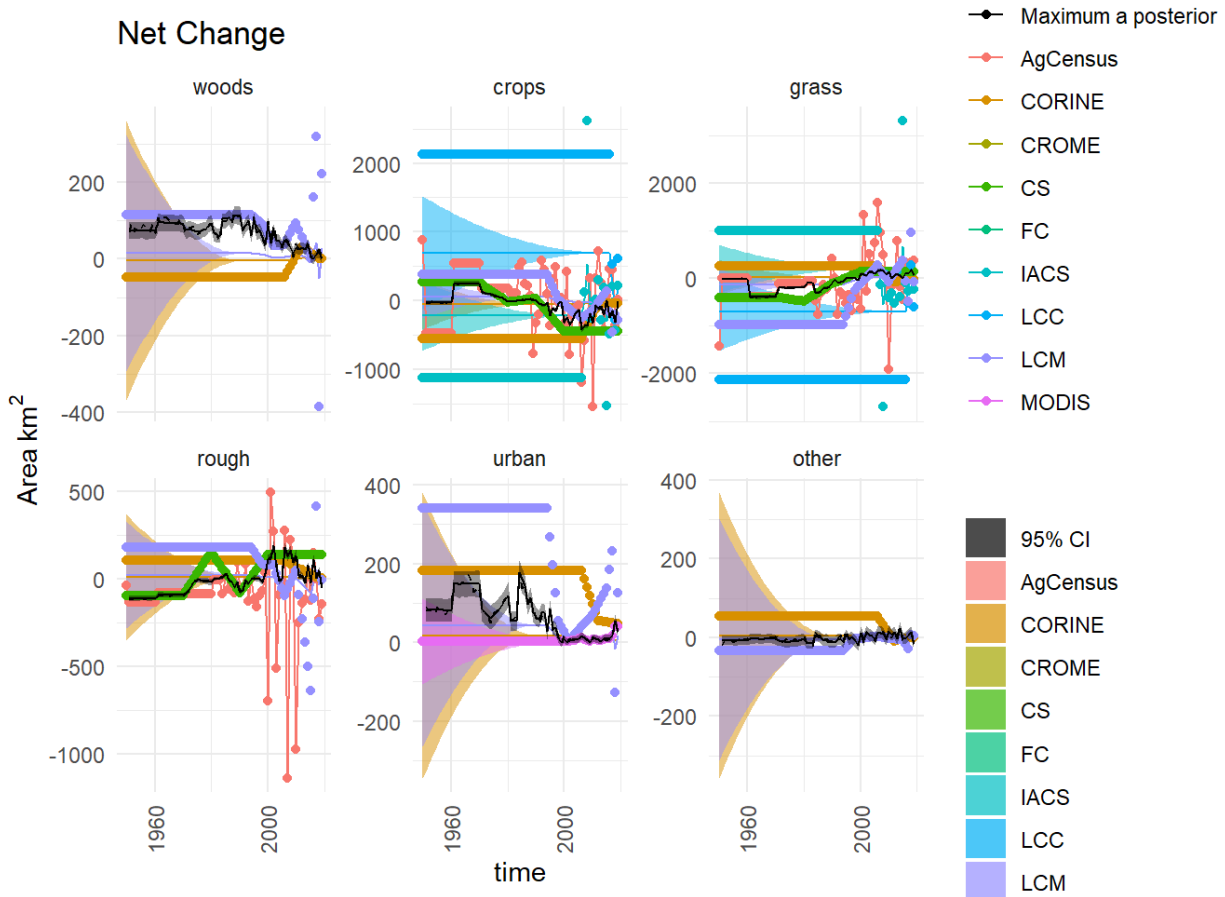 Net Change
woods
crops
grass
200
0
-200
-400
2000
1000
0
-1000
2000
0
-2000
rough
urban
other
500
0
-500
-1000
400
200
0
-200
400
200
0
-200
1960
2000
1960
2000
1960
2000
Area km²
time
Maximum a posterior
AgCensus
CORINE
CROME
CS
FC
IACS
LCC
LCM
MODIS
95% CI
AgCensus
CORINE
CROME
CS
FC
IACS
LCC
LCM